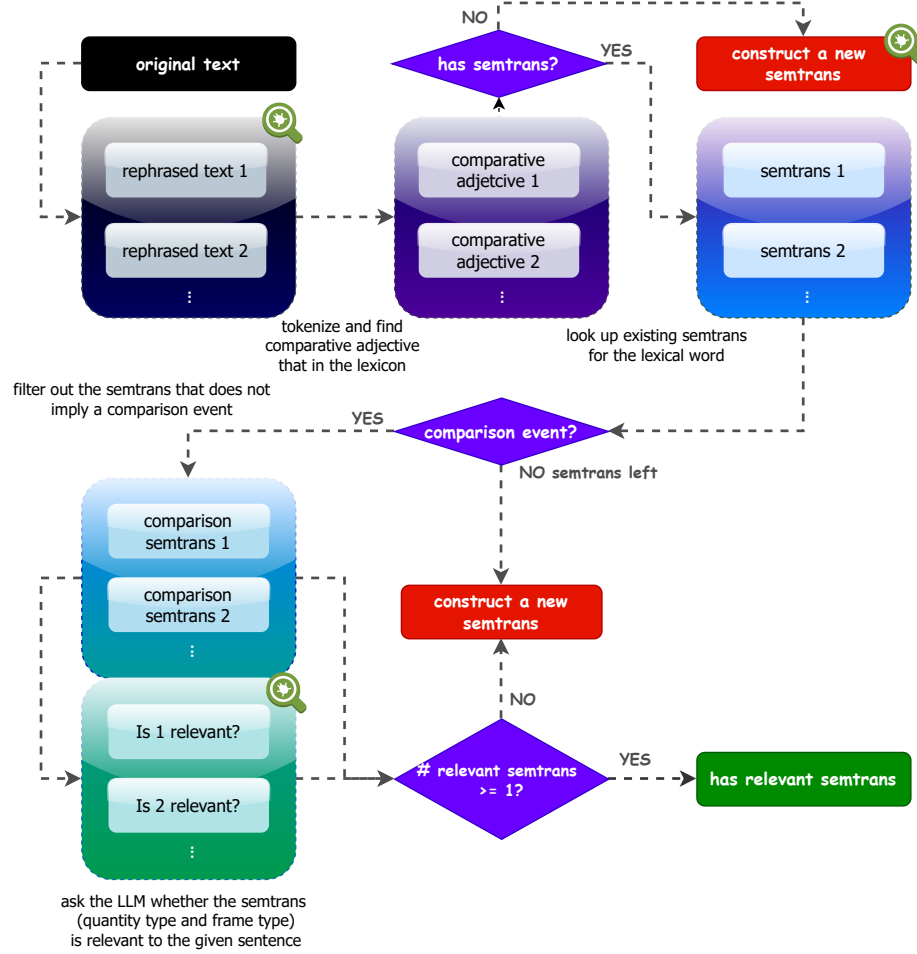 NO
original text
has semtrans?
YES
construct a new
semtrans
rephrased text 1
rephrased text 2
⋮
comparative
adjetcive 1
comparative
adjective 2
⋮
semtrans 1
semtrans 2
⋮
tokenize and find
comparative adjective
that in the lexicon
look up existing semtrans
for the lexical word
filter out the semtrans that does not
imply a comparison event
YES
comparison event?
NO semtrans left
comparison
semtrans 1
comparison
semtrans 2
⋮
construct a new
semtrans
NO
Is 1 relevant?
Is 2 relevant?
⋮
# relevant semtrans
>= 1?
YES
has relevant semtrans
ask the LLM whether the semtrans
(quantity type and frame type)
is relevant to the given sentence